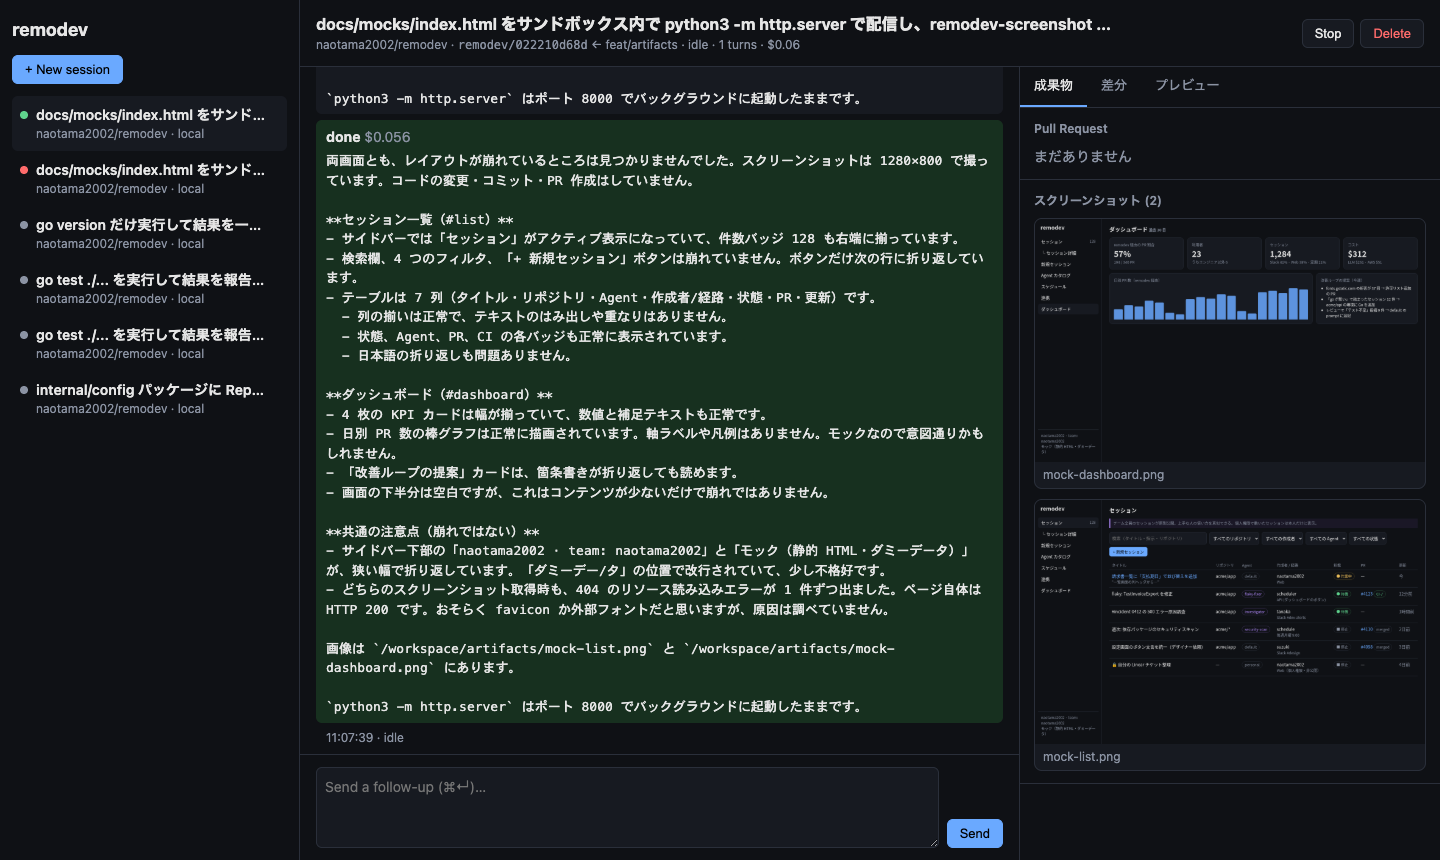 remodev
+ New session
docs/mocks/index.html をサンド...
naotama2002/remodev · local
docs/mocks/index.html をサンド...
naotama2002/remodev · local
go version だけ実行して結果を一...
naotama2002/remodev · local
go test ./... を実行して結果を報告...
naotama2002/remodev · local
go test ./... を実行して結果を報告...
naotama2002/remodev · local
internal/config パッケージに Rep...
naotama2002/remodev · local
docs/mocks/index.html をサンドボックス内で python3 -m http.server で配信し、remodev-screenshot ...
naotama2002/remodev · remodev/022210d68d ← feat/artifacts · idle · 1 turns · $0.06
Stop
Delete
`python3 -m http.server` はポート 8000 でバックグラウンドに起動したままです。
done $0.056
両画面とも、レイアウトが崩れているところは見つかりませんでした。スクリーンショットは 1280×800 で撮っ
ています。コードの変更・コミット・PR 作成はしていません。
**セッション一覧（#list）**
- サイドバーでは「セッション」がアクティブ表示になっていて、件数バッジ 128 も右端に揃っています。
- 検索欄、4 つのフィルタ、「+ 新規セッション」ボタンは崩れていません。ボタンだけ次の行に折り返してい
ます。
- テーブルは 7 列（タイトル・リポジトリ・Agent・作成者/経路・状態・PR・更新）です。
- 列の揃いは正常で、テキストのはみ出しや重なりはありません。
- 状態、Agent、PR、CI の各バッジも正常に表示されています。
- 日本語の折り返しも問題ありません。
**ダッシュボード（#dashboard）**
- 4 枚の KPI カードは幅が揃っていて、数値と補足テキストも正常です。
- 日別 PR 数の棒グラフは正常に描画されています。軸ラベルや凡例はありません。モックなので意図通りかも
しれません。
- 「改善ループの提案」カードは、箇条書きが折り返しても読めます。
- 画面の下半分は空白ですが、これはコンテンツが少ないだけで崩れではありません。
**共通の注意点（崩れではない）**
- サイドバー下部の「naotama2002 · team: naotama2002」と「モック（静的 HTML・ダミーデータ）」
が、狭い幅で折り返しています。「ダミーデー/タ」の位置で改行されていて、少し不格好です。
- どちらのスクリーンショット取得時も、404 のリソース読み込みエラーが 1 件ずつ出ました。ページ自体は
HTTP 200 です。おそらく favicon か外部フォントだと思いますが、原因は調べていません。
画像は `/workspace/artifacts/mock-list.png` と `/workspace/artifacts/mock-
dashboard.png` にあります。
`python3 -m http.server` はポート 8000 でバックグラウンドに起動したままです。
11:07:39 · idle
Send a follow-up (⌘↵)...
Send
成果物
差分
プレビュー
Pull Request
まだありません
スクリーンショット (2)
remodev
セッション
ダッシュボード
57%
23
1,284
$312
mock-dashboard.png
remodev
セッション
mock-list.png